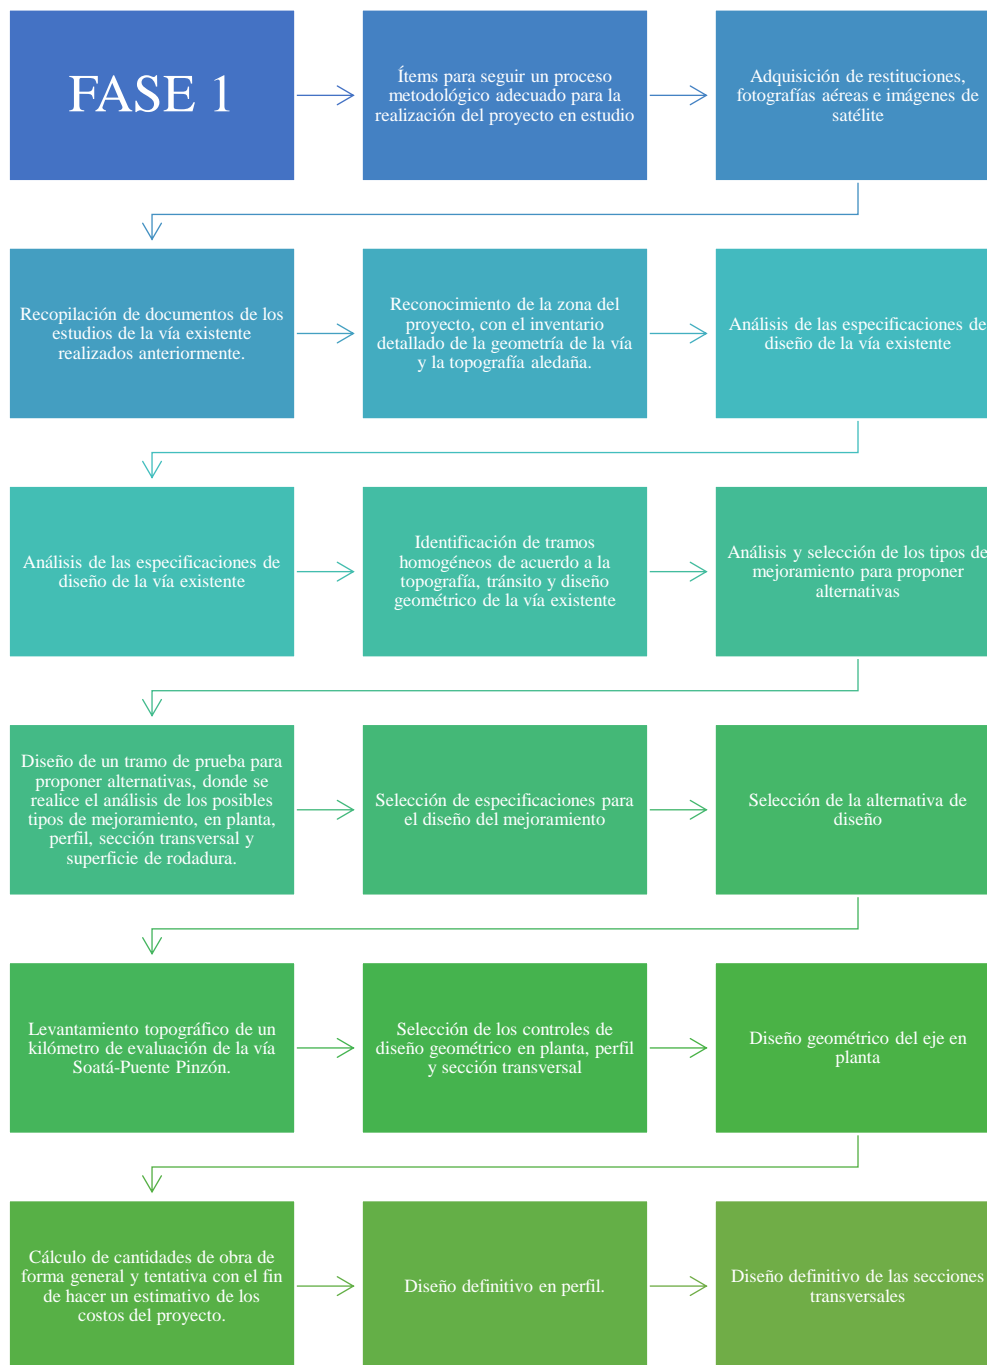 FASE 1
Ítems para seguir un proceso
metodológico adecuado para la
realización del proyecto en estudio
Adquisición de restituciones,
fotografías aéreas e imágenes de
satélite
Recopilación de documentos de los
estudios de la vía existente
realizados anteriormente.
Reconocimiento de la zona del
proyecto, con el inventario
detallado de la geometría de la vía
y la topografía aledaña.
Análisis de las especificaciones de
diseño de la vía existente
Análisis de las especificaciones de
diseño de la vía existente
Identificación de tramos
homogéneos de acuerdo a la
topografía, tránsito y diseño
geométrico de la vía existente
Análisis y selección de los tipos de
mejoramiento para proponer
alternativas
Diseño de un tramo de prueba para
proponer alternativas, donde se
realice el análisis de los posibles
tipos de mejoramiento, en planta,
perfil, sección transversal y
superficie de rodadura.
Selección de especificaciones para
el diseño del mejoramiento
Selección de la alternativa de
diseño
Levantamiento topográfico de un
kilómetro de evaluación de la vía
Soatá-Puente Pinzón.
Selección de los controles de
diseño geométrico en planta, perfil
y sección transversal
Diseño geométrico del eje en
planta
Cálculo de cantidades de obra de
forma general y tentativa con el fin
de hacer un estimativo de los
costos del proyecto.
Diseño definitivo en perfil.
Diseño definitivo de las secciones
transversales